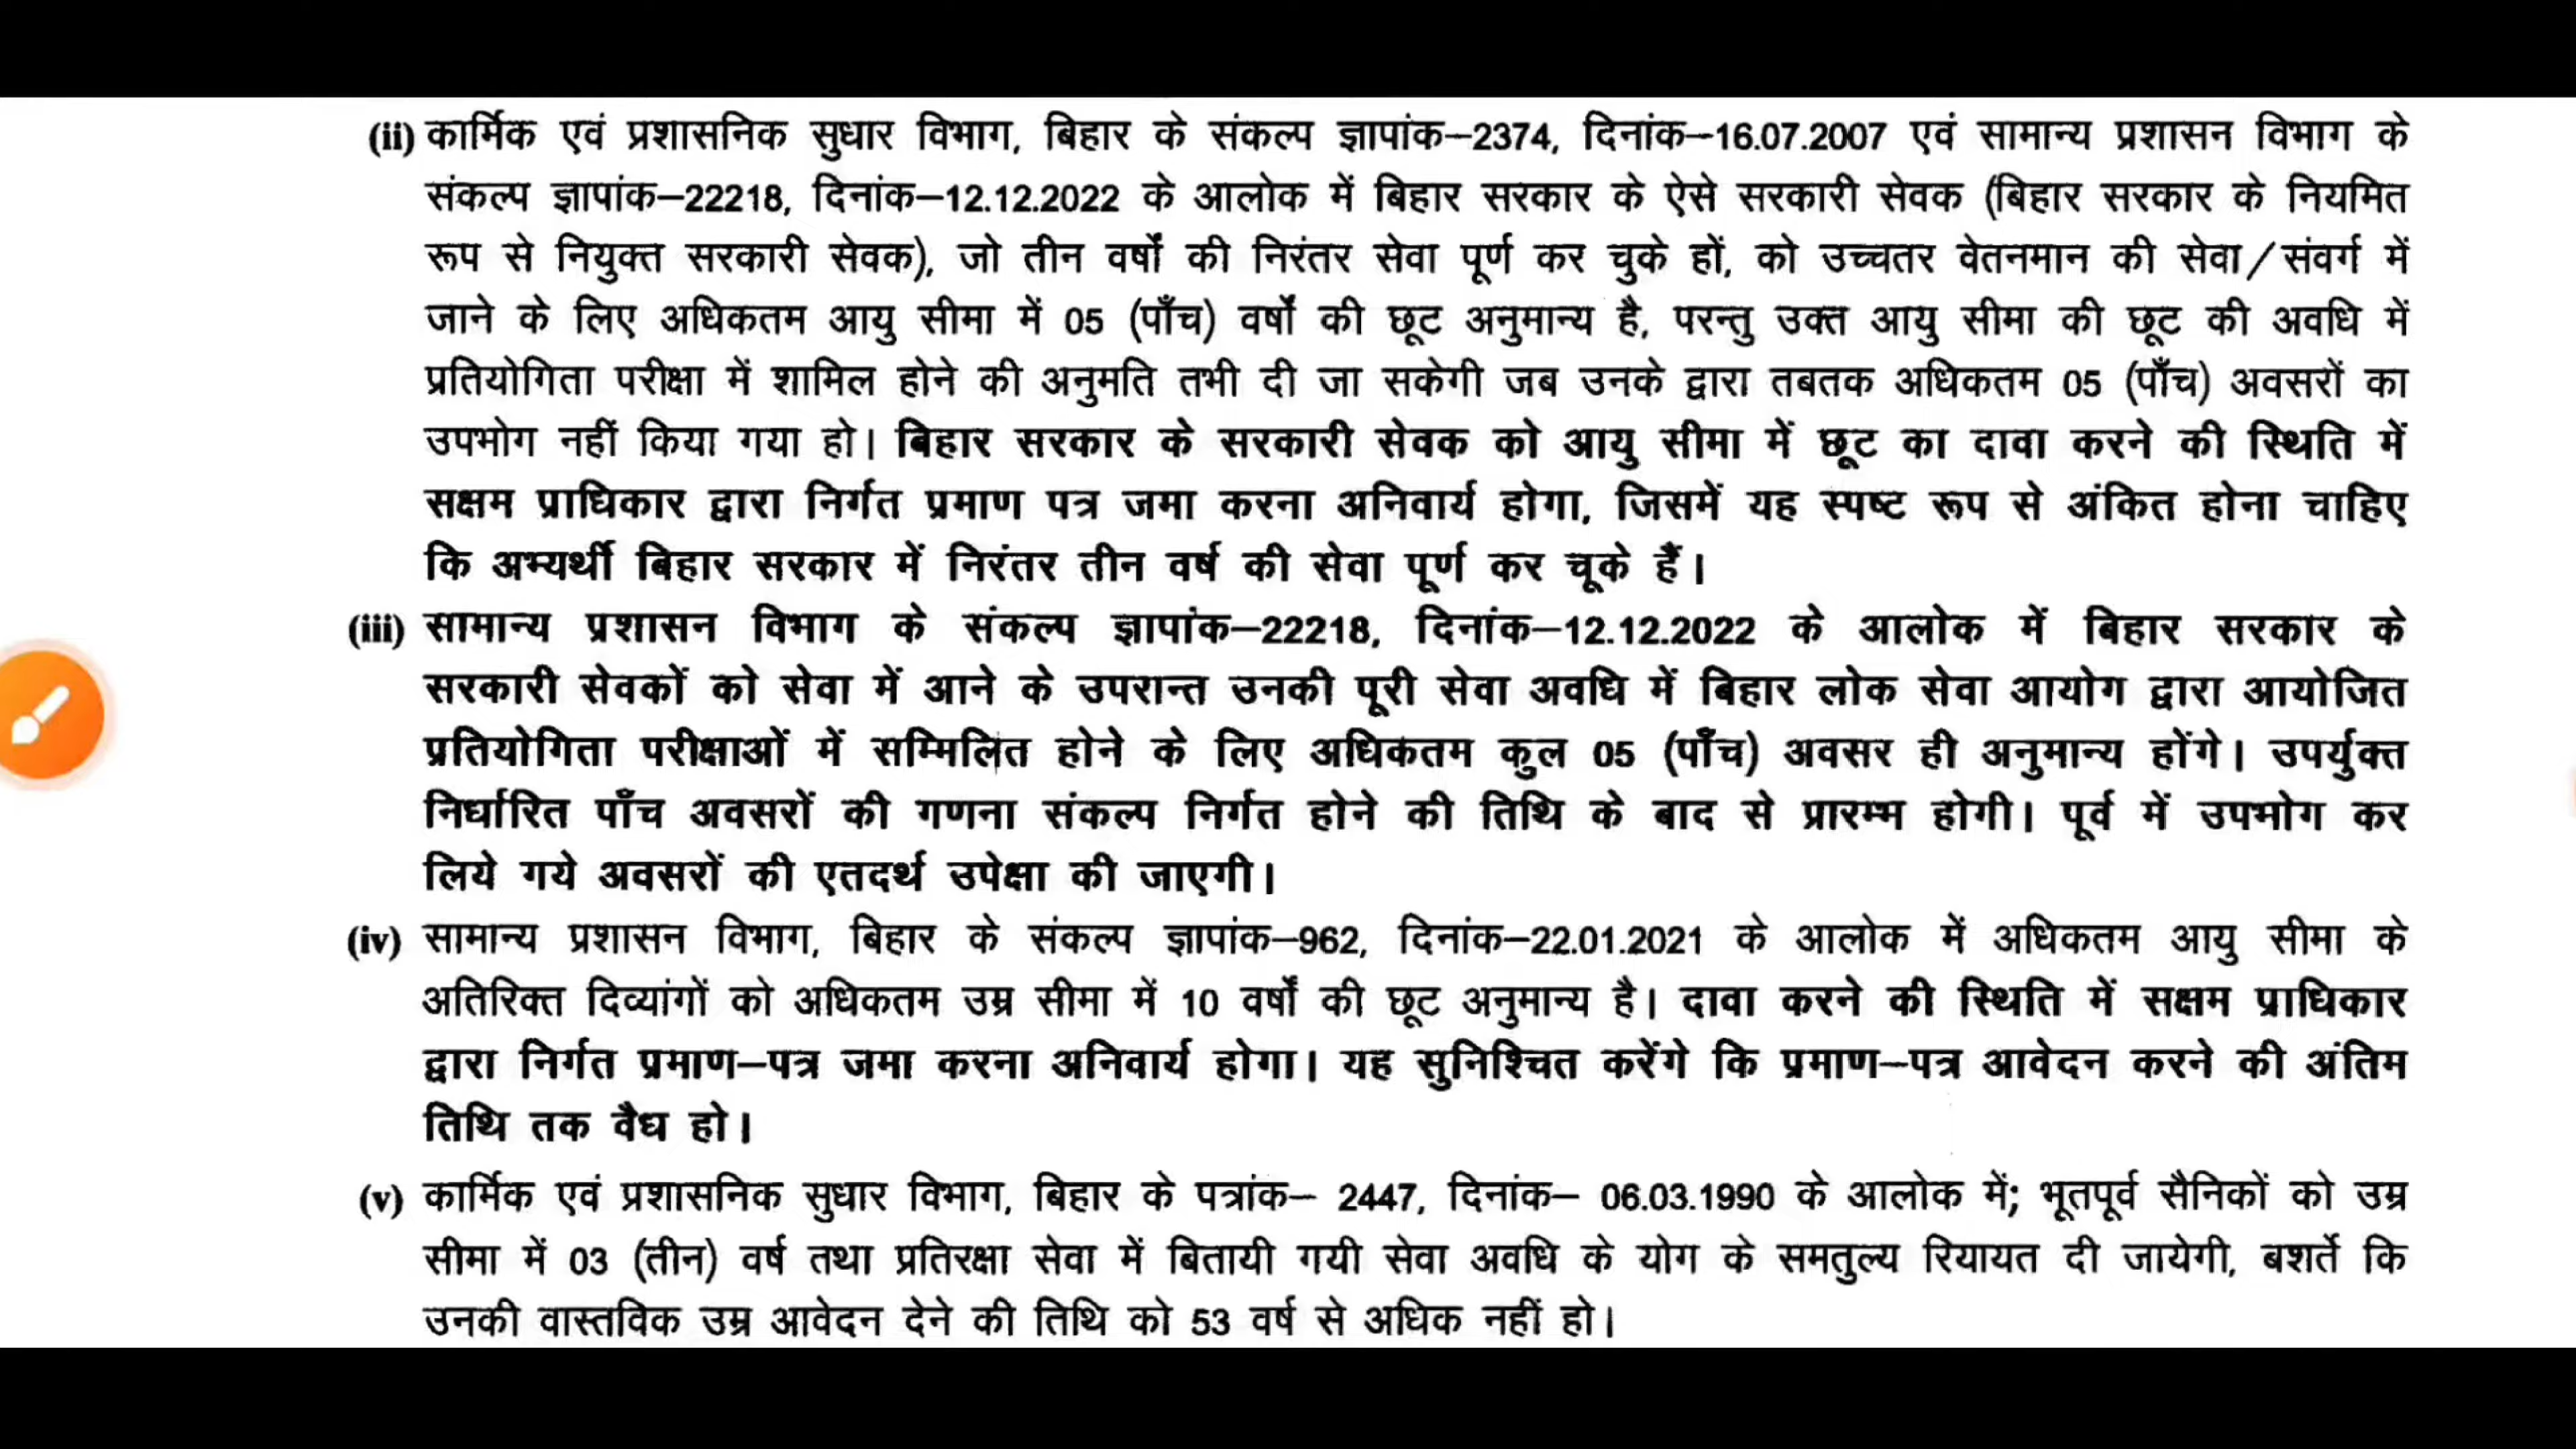 (ii) कार्मिक एवं प्रशासनिक सुधार विभाग, बिहार के संकल्प ज्ञापांक–2374, दिनांक–16.07.2007 एवं सामान्य प्रशासन विभाग के
संकल्प ज्ञापांक–22218, दिनांक–12.12.2022 के आलोक में बिहार सरकार के ऐसे सरकारी सेवक (बिहार सरकार के नियमित
रूप से नियुक्त सरकारी सेवक), जो तीन वर्षों की निरंतर सेवा पूर्ण कर चुके हों, को उच्चतर वेतनमान की सेवा/संवर्ग में
जाने के लिए अधिकतम आयु सीमा में 05 (पाँच) वर्षों की छूट अनुमान्य है, परन्तु उक्त आयु सीमा की छूट की अवधि में
प्रतियोगिता परीक्षा में शामिल होने की अनुमति तभी दी जा सकेगी जब उनके द्वारा तबतक अधिकतम 05 (पाँच) अवसरों का
उपभोग नहीं किया गया हो। बिहार सरकार के सरकारी सेवक को आयु सीमा में छूट का दावा करने की स्थिति में
सक्षम प्राधिकार द्वारा निर्गत प्रमाण पत्र जमा करना अनिवार्य होगा, जिसमें यह स्पष्ट रूप से अंकित होना चाहिए
कि अभ्यर्थी बिहार सरकार में निरंतर तीन वर्ष की सेवा पूर्ण कर चूके हैं।
(iii) सामान्य प्रशासन विभाग के संकल्प ज्ञापांक–22218, दिनांक–12.12.2022 के आलोक में बिहार सरकार के
सरकारी सेवकों को सेवा में आने के उपरान्त उनकी पूरी सेवा अवधि में बिहार लोक सेवा आयोग द्वारा आयोजित
प्रतियोगिता परीक्षाओं में सम्मिलित होने के लिए अधिकतम कुल 05 (पाँच) अवसर ही अनुमान्य होंगे। उपर्युक्त
निर्धारित पाँच अवसरों की गणना संकल्प निर्गत होने की तिथि के बाद से प्रारम्भ होगी। पूर्व में उपभोग कर
लिये गये अवसरों की एतदर्थ उपेक्षा की जाएगी।
(iv) सामान्य प्रशासन विभाग, बिहार के संकल्प ज्ञापांक–962, दिनांक–22.01.2021 के आलोक में अधिकतम आयु सीमा के
अतिरिक्त दिव्यांगों को अधिकतम उम्र सीमा में 10 वर्षों की छूट अनुमान्य है। दावा करने की स्थिति में सक्षम प्राधिकार
द्वारा निर्गत प्रमाण–पत्र जमा करना अनिवार्य होगा। यह सुनिश्चित करेंगे कि प्रमाण–पत्र आवेदन करने की अंतिम
तिथि तक वैध हो।
(v) कार्मिक एवं प्रशासनिक सुधार विभाग, बिहार के पत्रांक– 2447, दिनांक– 06.03.1990 के आलोक में; भूतपूर्व सैनिकों को उम्र
सीमा में 03 (तीन) वर्ष तथा प्रतिरक्षा सेवा में बितायी गयी सेवा अवधि के योग के समतुल्य रियायत दी जायेगी, बशर्ते कि
उनकी वास्तविक उम्र आवेदन देने की तिथि को 53 वर्ष से अधिक नहीं हो।